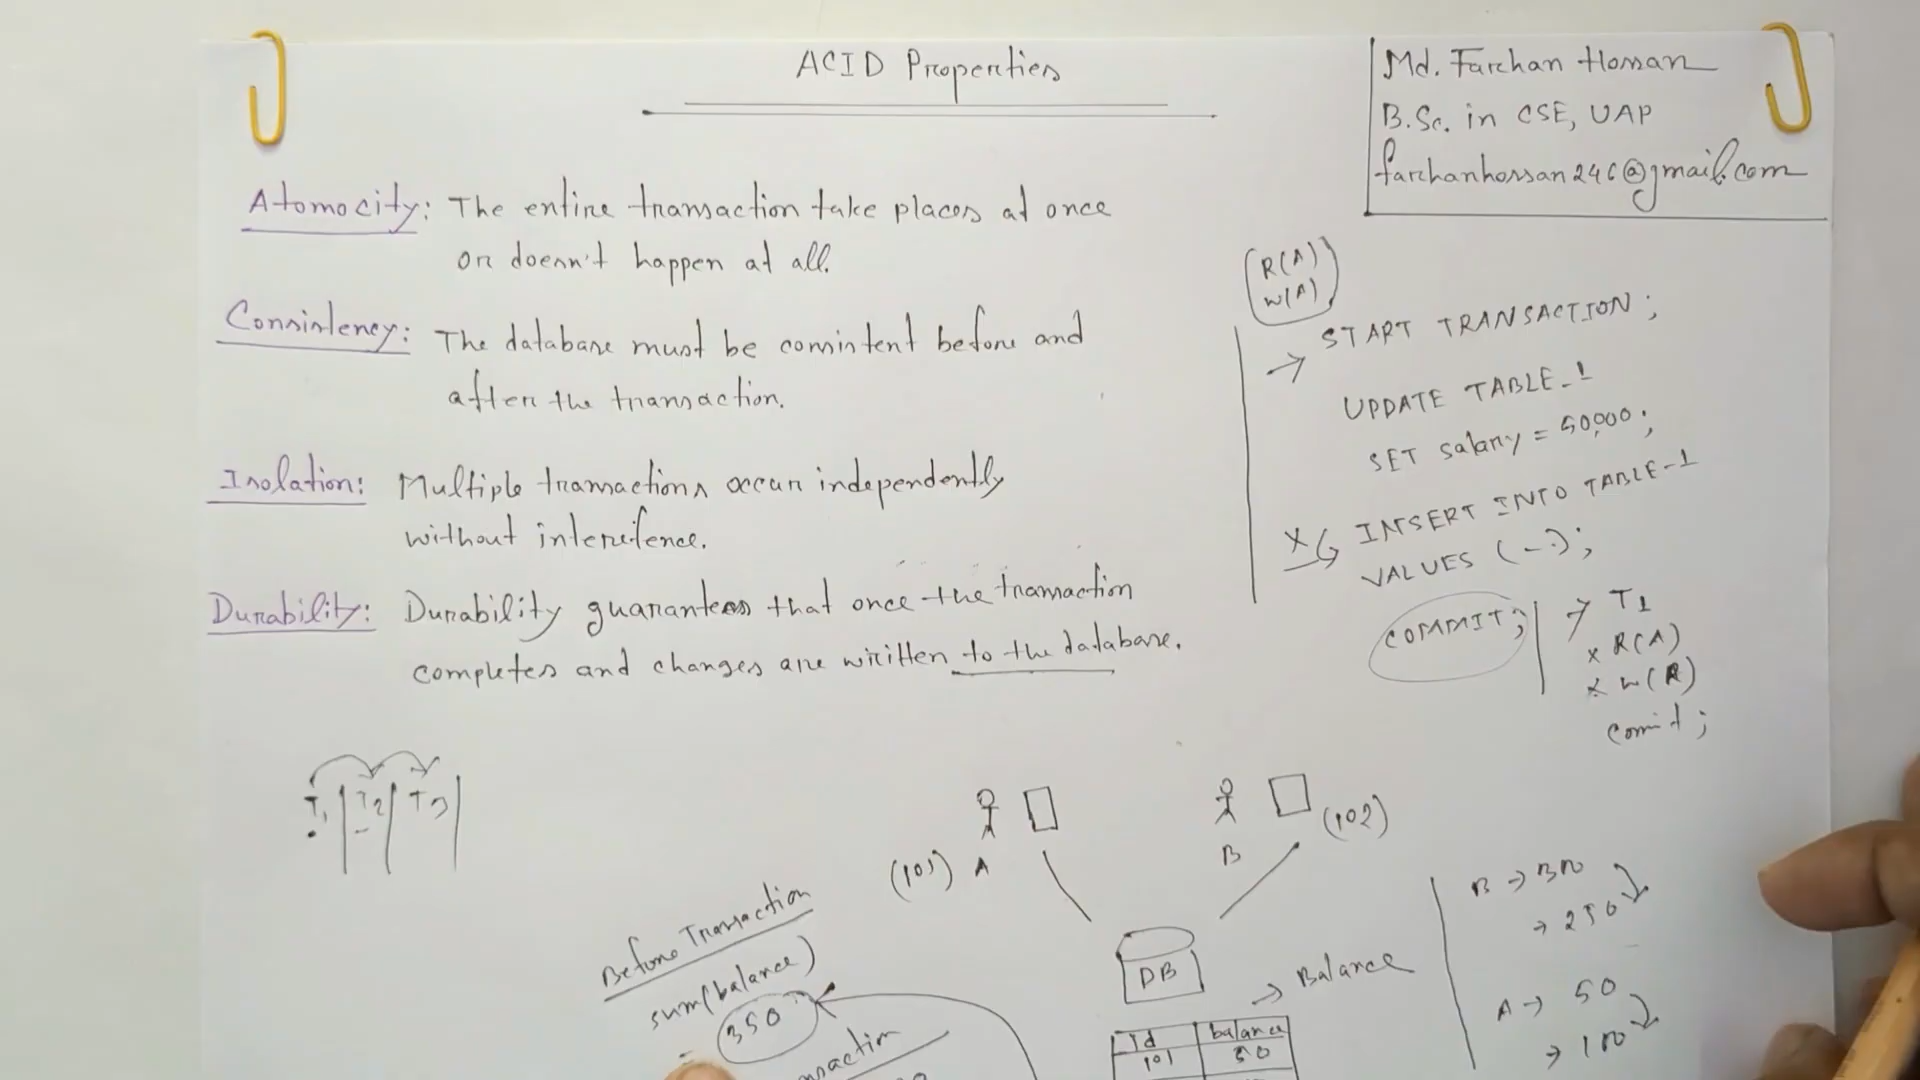 ACID Properties
Md. Farhan Hossan
B.Sc. in CSE, UAP
farhanhossan246@gmail.com
Atomocity: The entire transaction take places at once
or doesn't happen at all.
Consistency: The database must be consistent before and
after the transaction.
Isolation: Multiple transactions occur independently
without interefence.
Durability: Durability guarantees that once the transaction
completes and changes are written to the database.
R(A)
W(A)
→ START TRANSACTION;
UPDATE TABLE_1
SET salary = 50,000;
INSERT INTO TABLE-1
VALUES (-:);
COMMIT;
T1
x R(A)
x W(A)
Comit;
T1 | T2 | T3
(101) A
B (102)
DB
→ Balance
Id balance
101 50
Before Transaction
sum(balance)
350
B → 300
→ 250
A → 50
→ 100